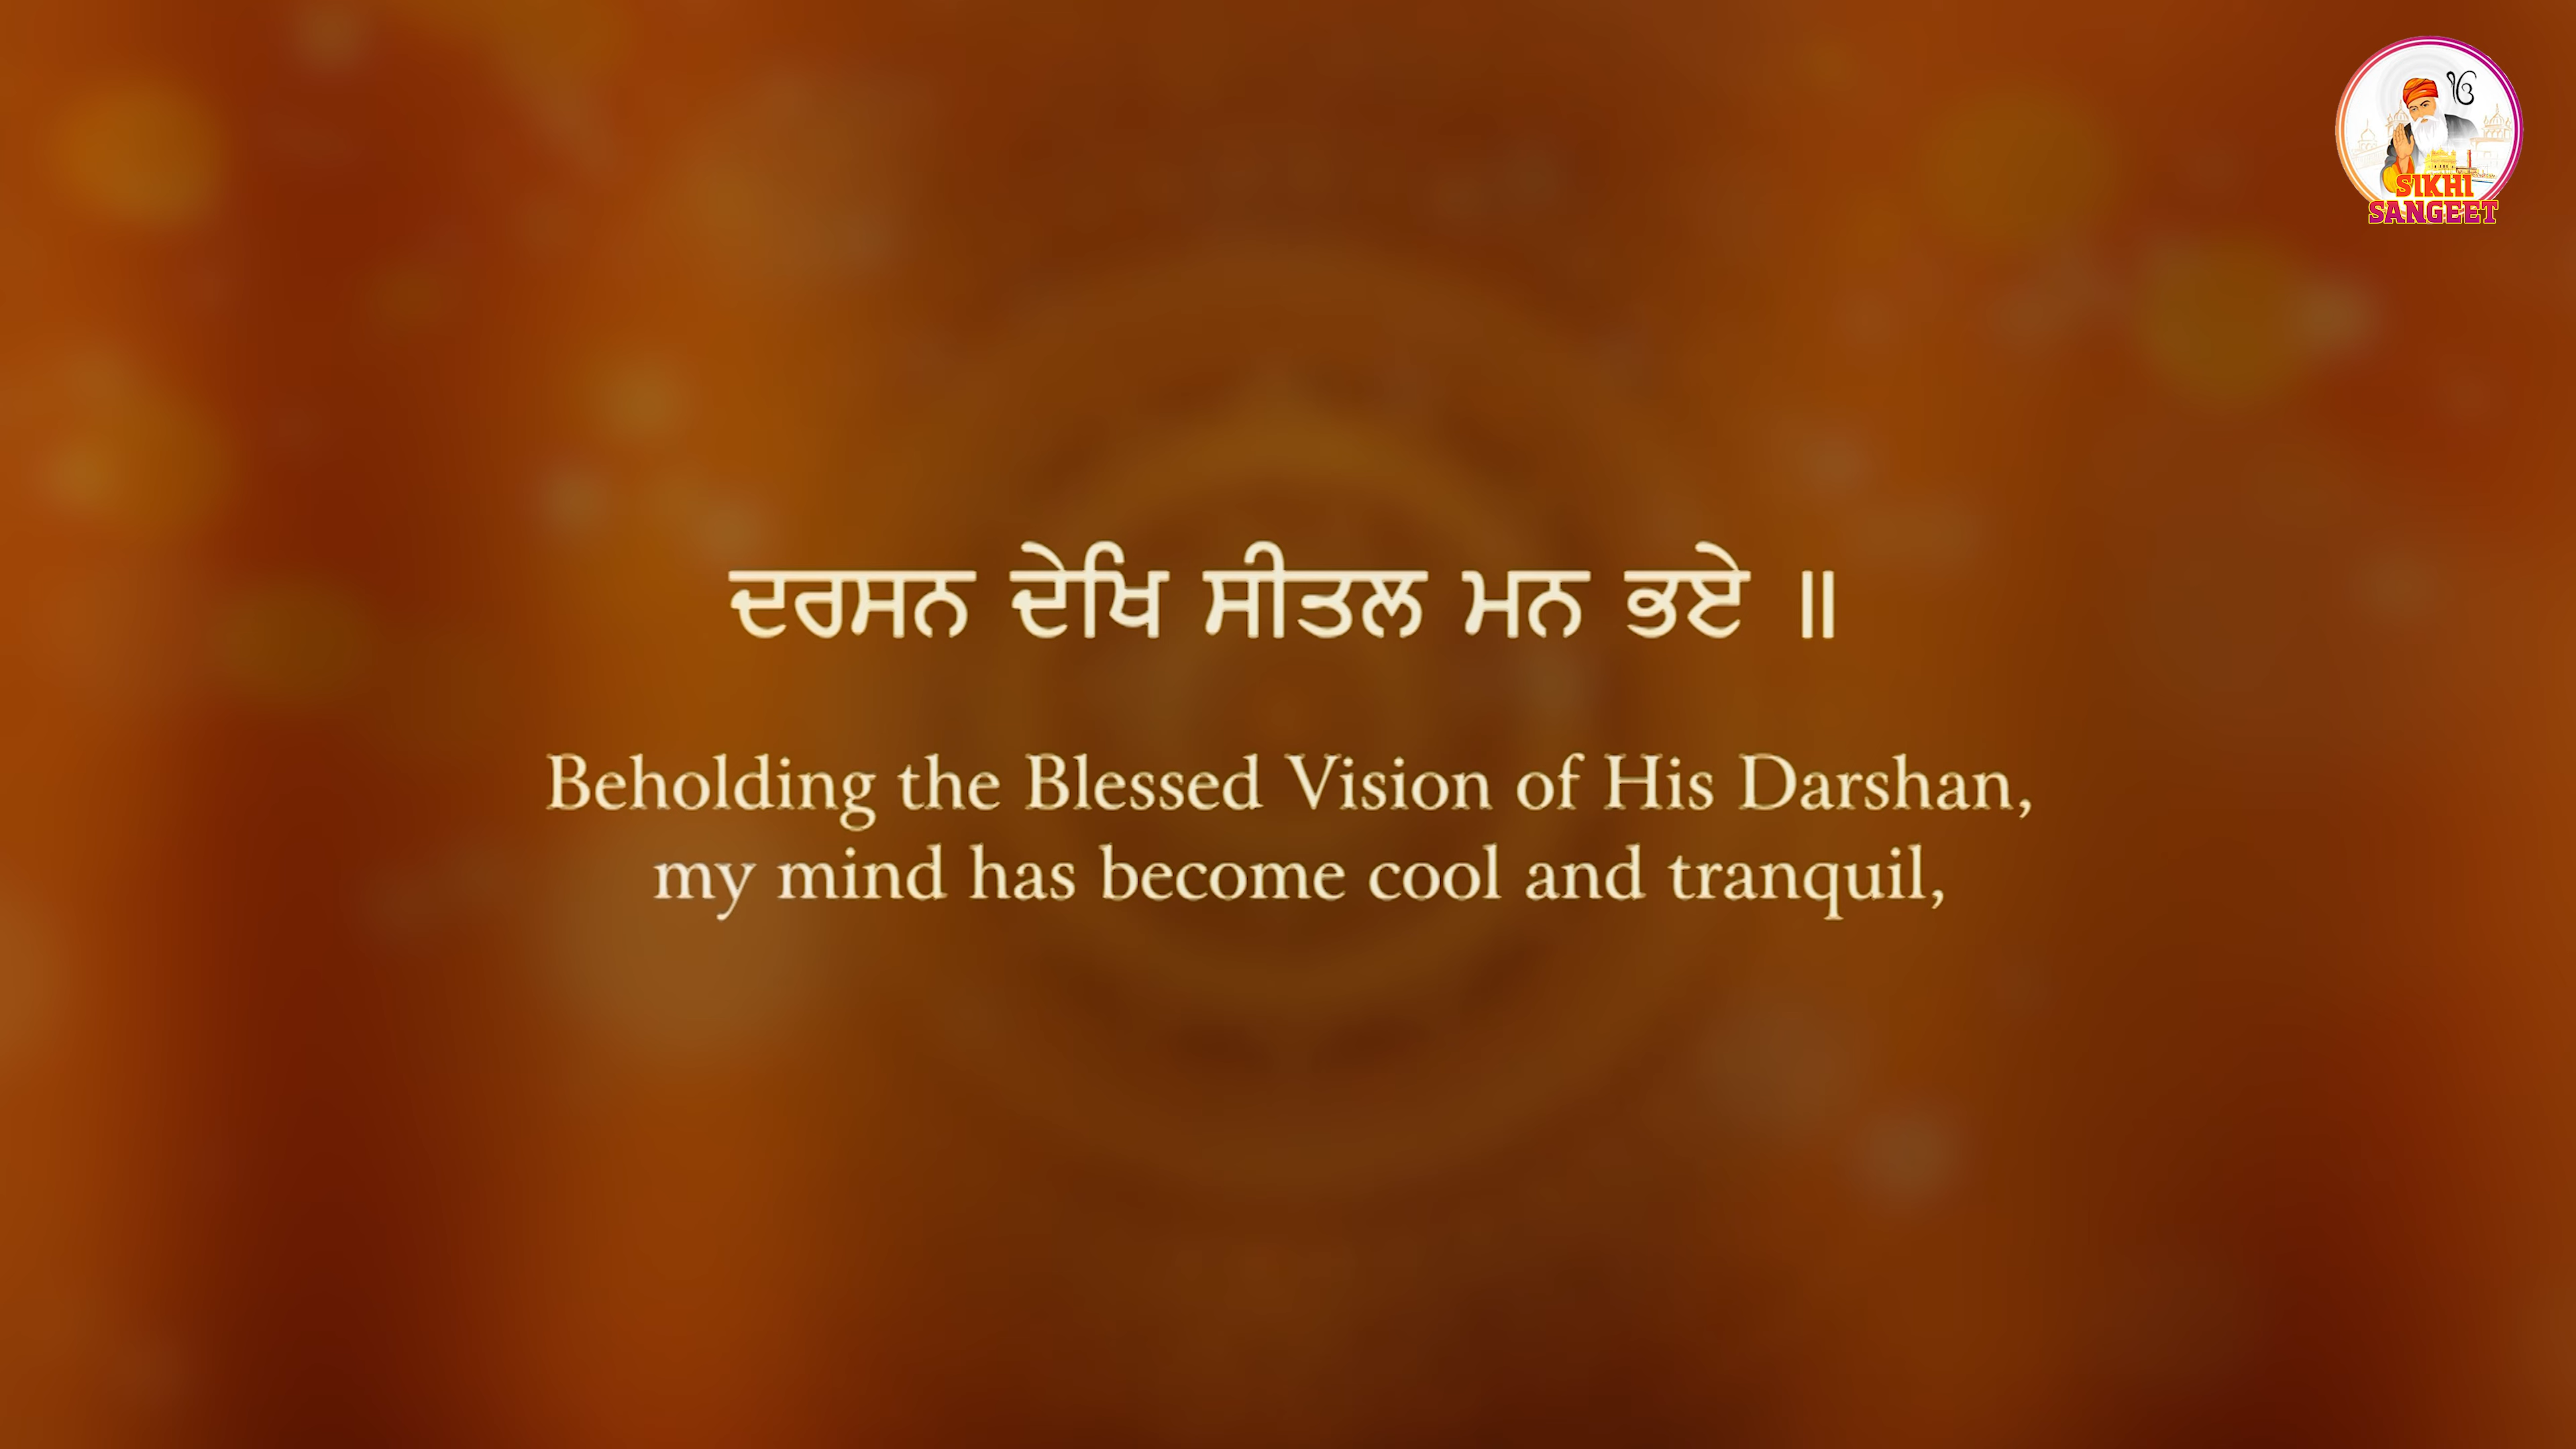 ਦਰਸਨ ਦੇਖਿ ਸੀਤਲ ਮਨ ਭਏ ॥
Beholding the Blessed Vision of His Darshan,
my mind has become cool and tranquil,
ੴ
SIKHI
SANGEET